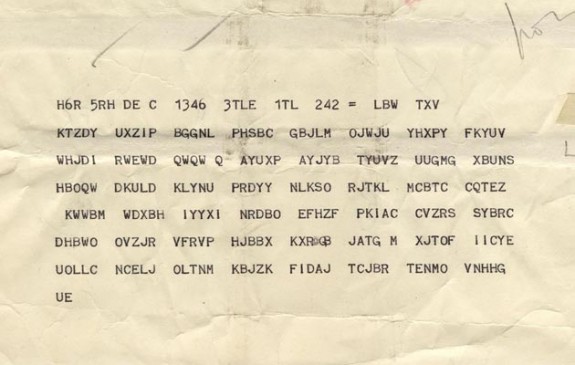 H6R 5RH DE C 1346 3TLE 1TL 242 = LBW TXV
KTZDY UXZIP BGGNL PHSBC GBJLM OJWJU YHXPY FKYUV
WHJDI RWEWD QWQW Q AYUXP AYJYB TYUVZ UUGMG XBUNS
HBOQW DKULD KLYNU PRDYY NLKSO RJTKL MCBTC CQTEZ
KWWBM WDXBH IYYXI NRDBO EFHZF PKIAC CVZRS SYBRC
DHBWO OVZJR VFRVP HJBBX JATG M XJTOF IICYE
UOLLC NCELJ OLTNM KBJZK FIDAJ TCJBR TENMO VNHHG
UE